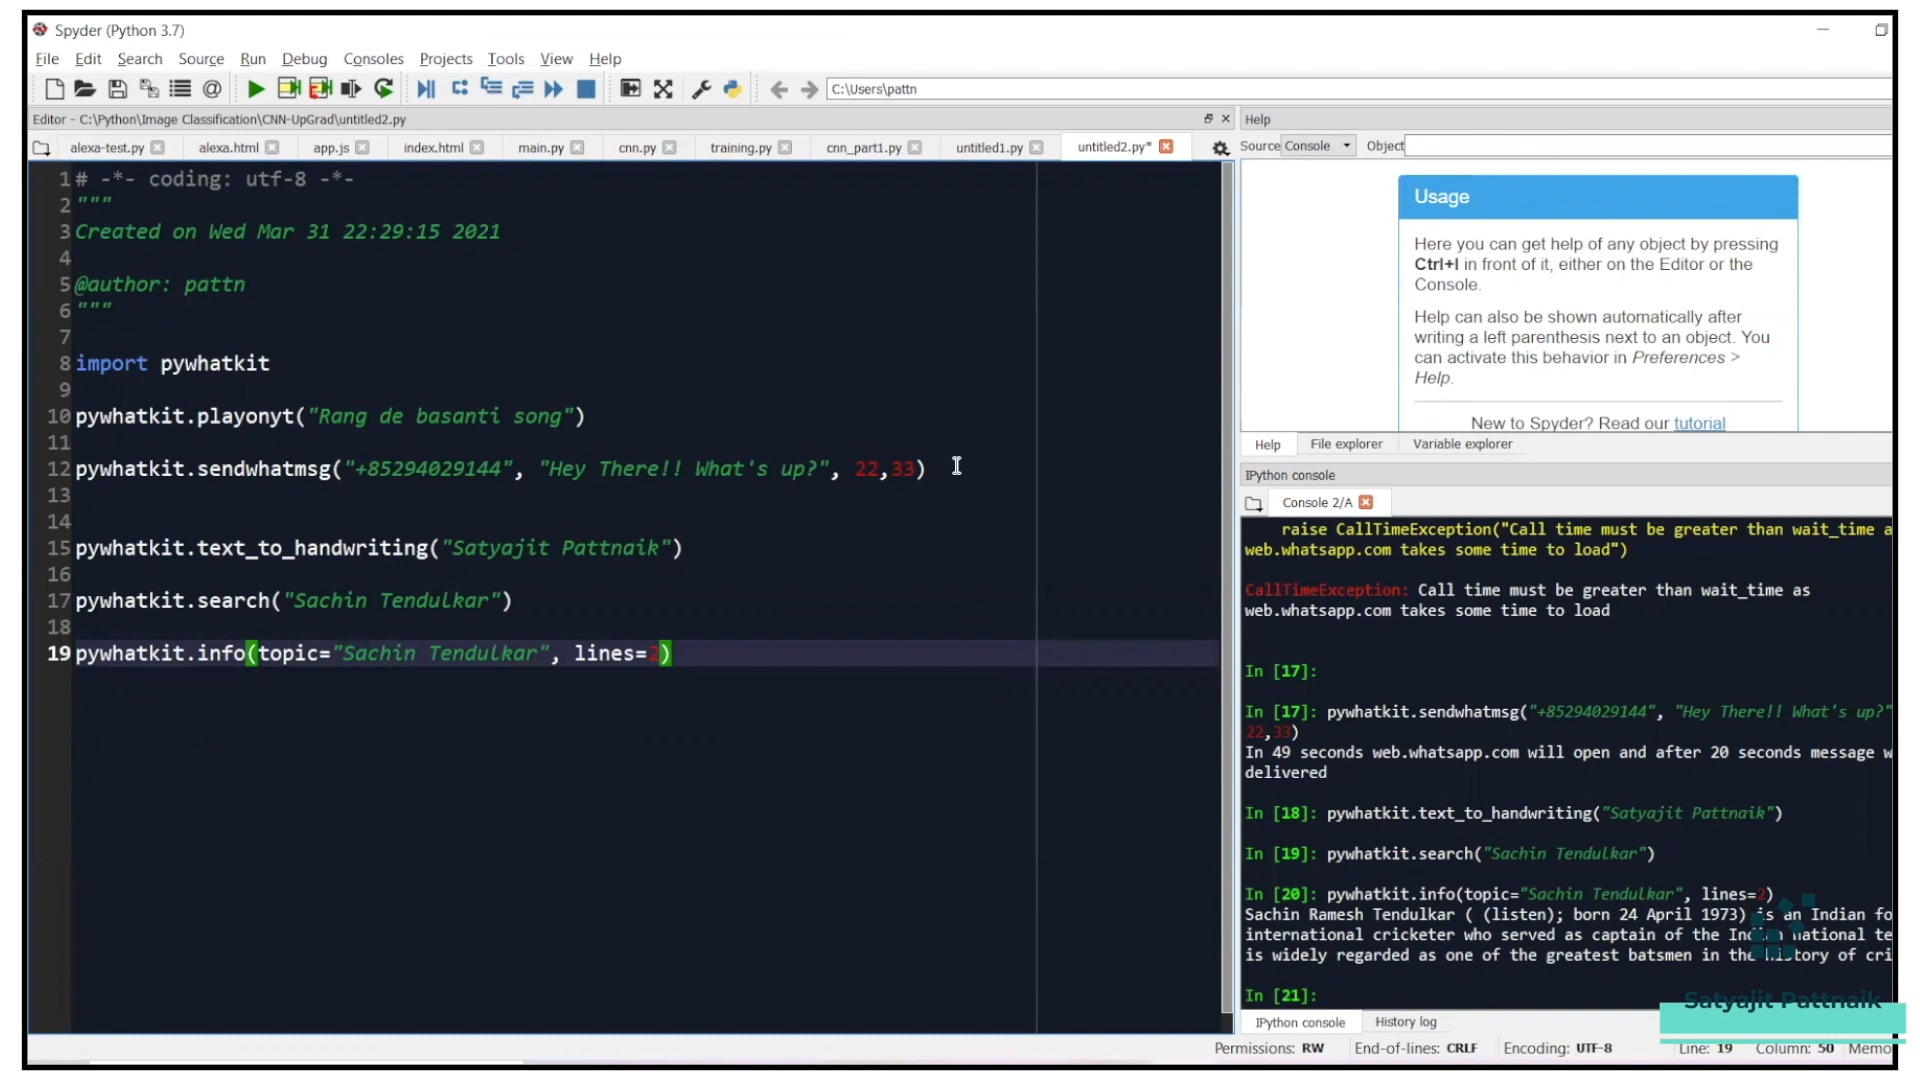 Spyder (Python 3.7)
File Edit Search Source Run Debug Consoles Projects Tools View Help
C:\Users\pattn
Editor - C:\Python\Image Classification\CNN-UpGrad\untitled2.py
alexa-test.py alexa.html app.js index.html main.py cnn.py training.py cnn_part1.py untitled1.py untitled2.py*
1 # -*- coding: utf-8 -*-
2 """
3 Created on Wed Mar 31 22:29:15 2021
4
5 @author: pattn
6 """
7
8 import pywhatkit
9
10 pywhatkit.playonyt("Rang de basanti song")
11
12 pywhatkit.sendwhatmsg("+85294029144", "Hey There!! What's up?", 22,33)
13
14
15 pywhatkit.text_to_handwriting("Satyajit Pattnaik")
16
17 pywhatkit.search("Sachin Tendulkar")
18
19 pywhatkit.info(topic="Sachin Tendulkar", lines=2)
Help
Source Console Object
Usage
Here you can get help of any object by pressing
Ctrl+I in front of it, either on the Editor or the
Console.
Help can also be shown automatically after
writing a left parenthesis next to an object. You
can activate this behavior in Preferences >
Help.
New to Spyder? Read our tutorial
Help File explorer Variable explorer
IPython console
Console 2/A
raise CallTimeException("Call time must be greater than wait_time a
web.whatsapp.com takes some time to load")
CallTimeException: Call time must be greater than wait_time as
web.whatsapp.com takes some time to load
In [17]:
In [17]: pywhatkit.sendwhatmsg("+85294029144", "Hey There!! What's up?"
22,33)
In 49 seconds web.whatsapp.com will open and after 20 seconds message w
delivered
In [18]: pywhatkit.text_to_handwriting("Satyajit Pattnaik")
In [19]: pywhatkit.search("Sachin Tendulkar")
In [20]: pywhatkit.info(topic="Sachin Tendulkar", lines=2)
Sachin Ramesh Tendulkar ( (listen); born 24 April 1973) is an Indian fo
international cricketer who served as captain of the Indian national te
is widely regarded as one of the greatest batsmen in the history of cri
In [21]:
Satyajit Pattnaik
IPython console History log
Permissions: RW End-of-lines: CRLF Encoding: UTF-8 Line: 19 Column: 50 Memo